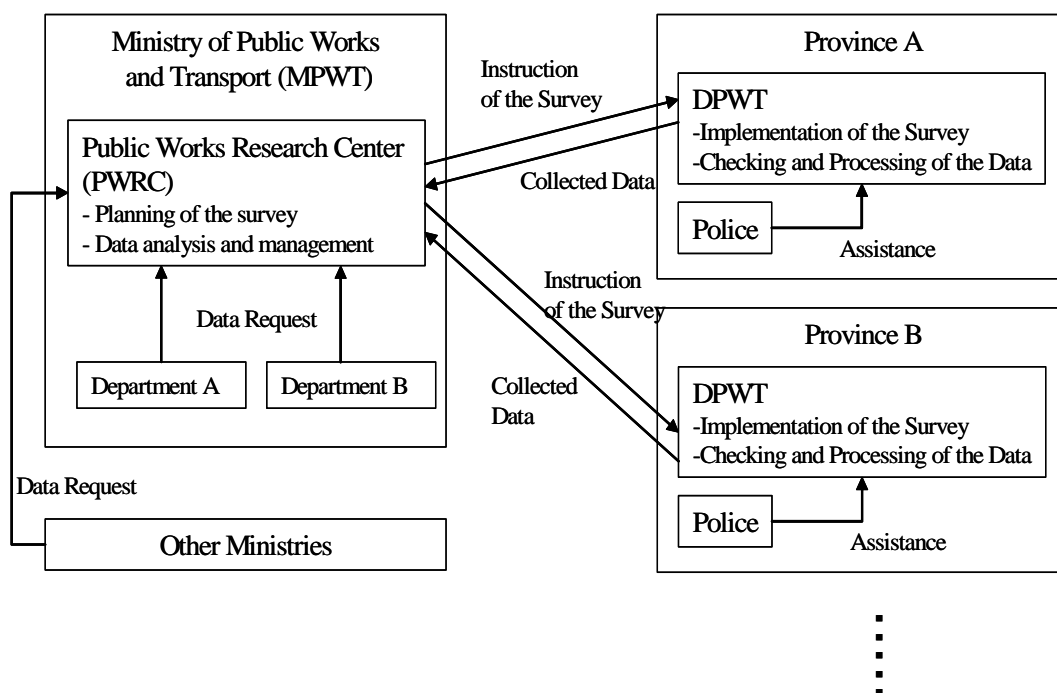 Ministry of Public Works
and Transport (MPWT)
Public Works Research Center
(PWRC)
- Planning of the survey
- Data analysis and management
Data Request
Department A
Department B
Data Request
Other Ministries
Instruction
of the Survey
Collected Data
Instruction
of the Survey
Collected
Data
Province A
DPWT
-Implementation of the Survey
-Checking and Processing of the Data
Police
Assistance
Province B
DPWT
-Implementation of the Survey
-Checking and Processing of the Data
Police
Assistance